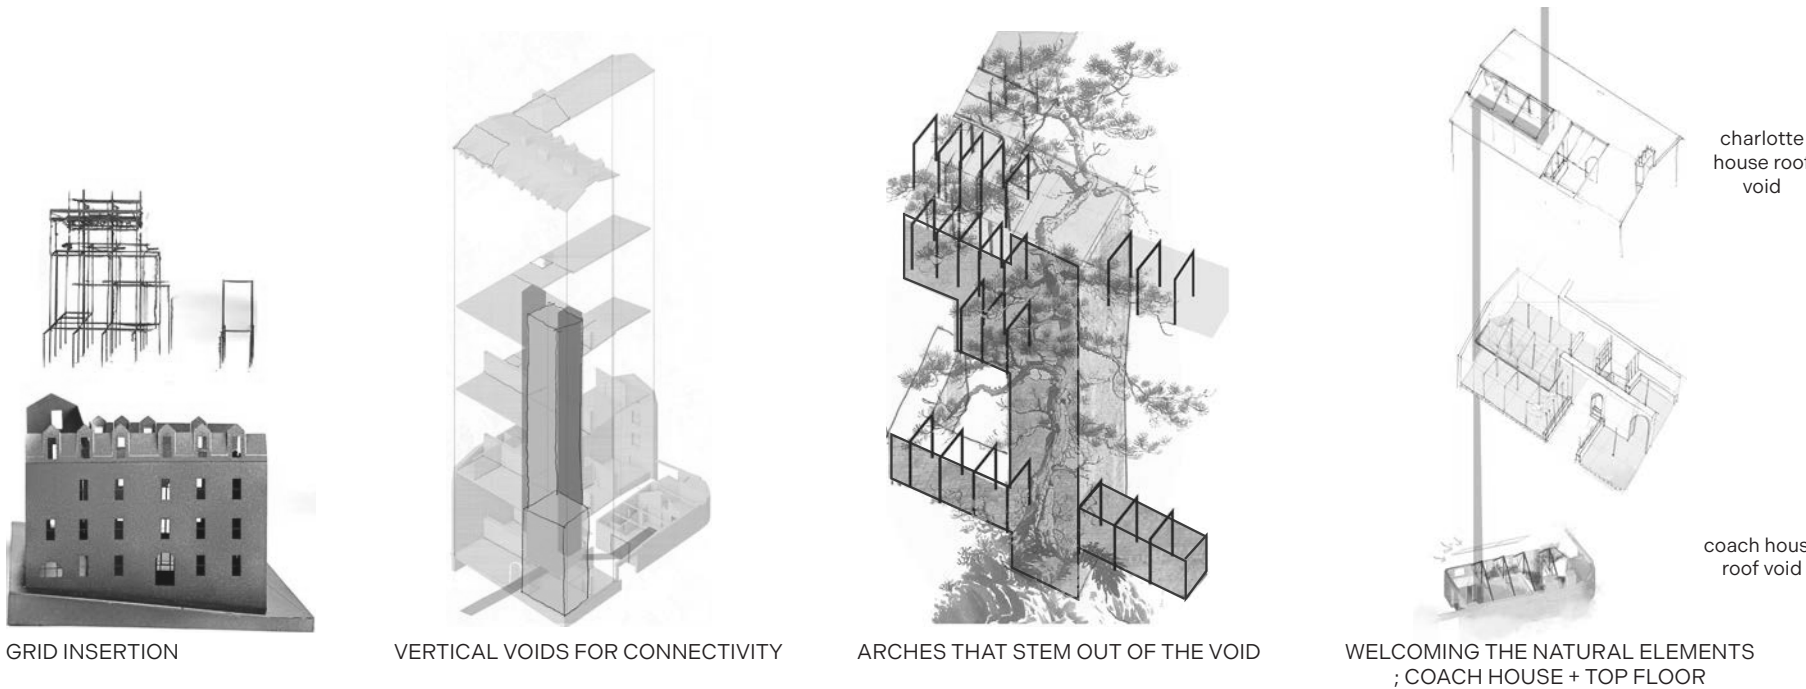 charlotte
house roof
void
coach hous
roof void
GRID INSERTION
VERTICAL VOIDS FOR CONNECTIVITY
ARCHES THAT STEM OUT OF THE VOID
WELCOMING THE NATURAL ELEMENTS
; COACH HOUSE + TOP FLOOR